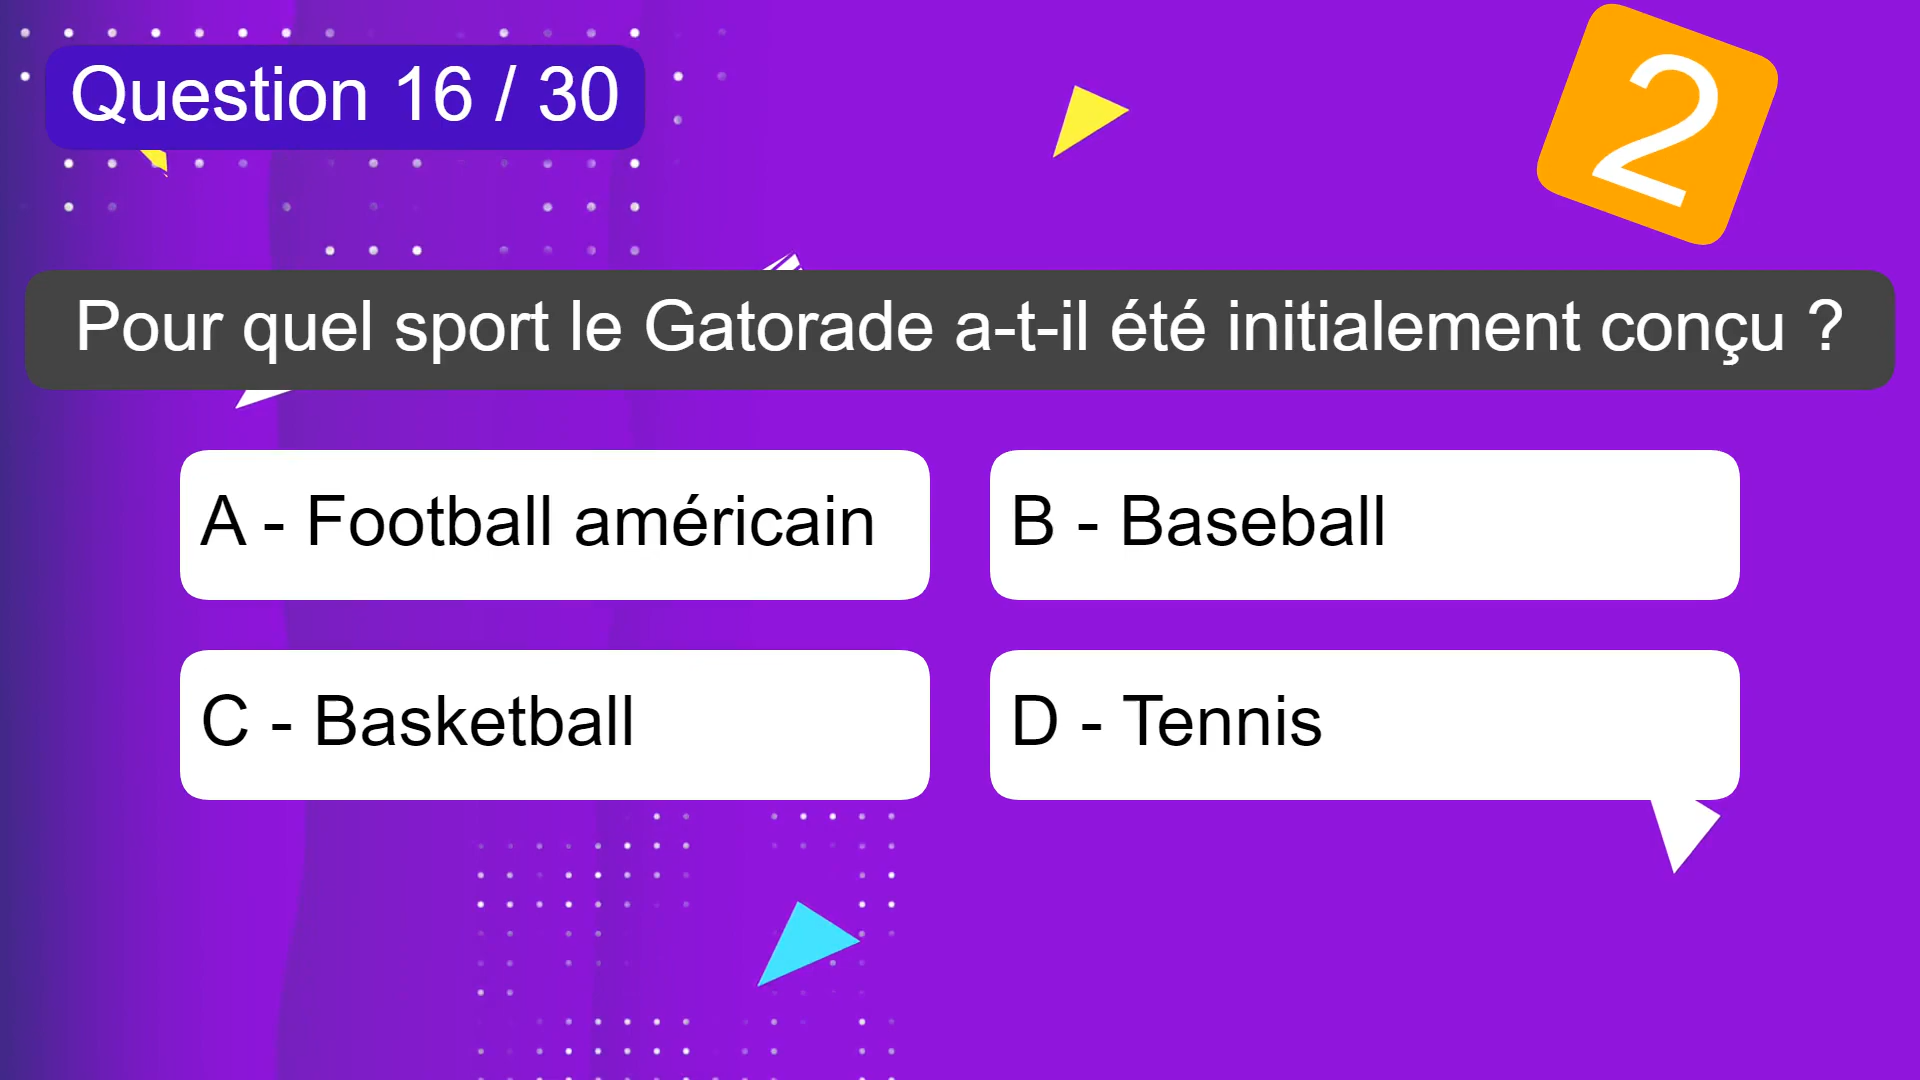 Question 16 / 30
2
Pour quel sport le Gatorade a-t-il été initialement conçu ?
A - Football américain
B - Baseball
C - Basketball
D - Tennis